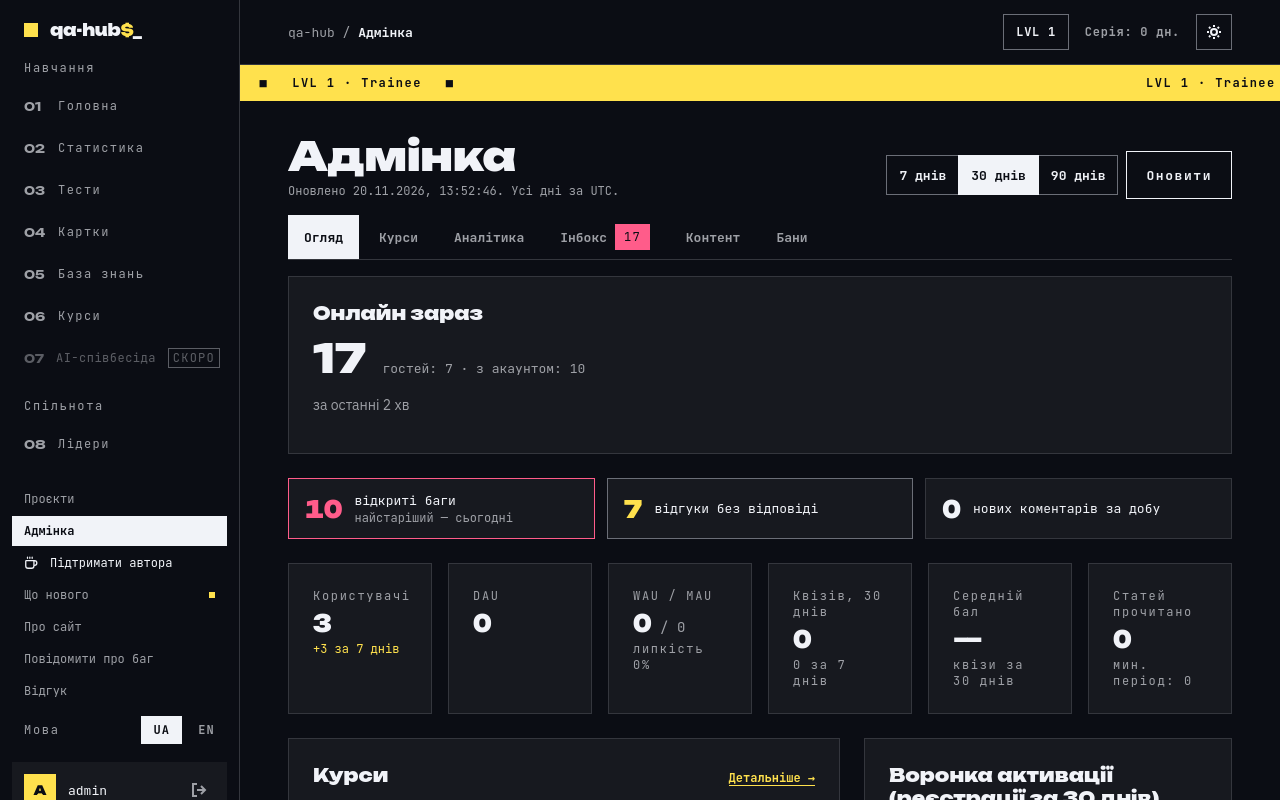 qa-hub$_
Навчання
01 Головна
02 Статистика
03 Тести
04 Картки
05 База знань
06 Курси
07 AI-співбесіда СКОРО
Спільнота
08 Лідери
Проєкти
Адмінка
Підтримати автора
Що нового
Про сайт
Повідомити про баг
Відгук
Мова UA EN
A admin
qa-hub / Адмінка
LVL 1 Серія: 0 дн.
LVL 1 · Trainee LVL 1 · Trainee
Адмінка
Оновлено 20.11.2026, 13:52:46. Усі дні за UTC.
7 днів 30 днів 90 днів Оновити
Огляд Курси Аналітика Інбокс 17 Контент Бани
Онлайн зараз
17 гостей: 7 · з акаунтом: 10
за останні 2 хв
10 відкриті баги
найстаріший — сьогодні
7 відгуки без відповіді
0 нових коментарів за добу
Користувачі
3
+3 за 7 днів
DAU
0
WAU / MAU
0 / 0
липкість
0%
Квізів, 30
днів
0
0 за 7
днів
Середній
бал
—
квізи за
30 днів
Статей
прочитано
0
мин.
період: 0
Курси
Детальніше →
Воронка активації
(реєстрації за 30 днів)